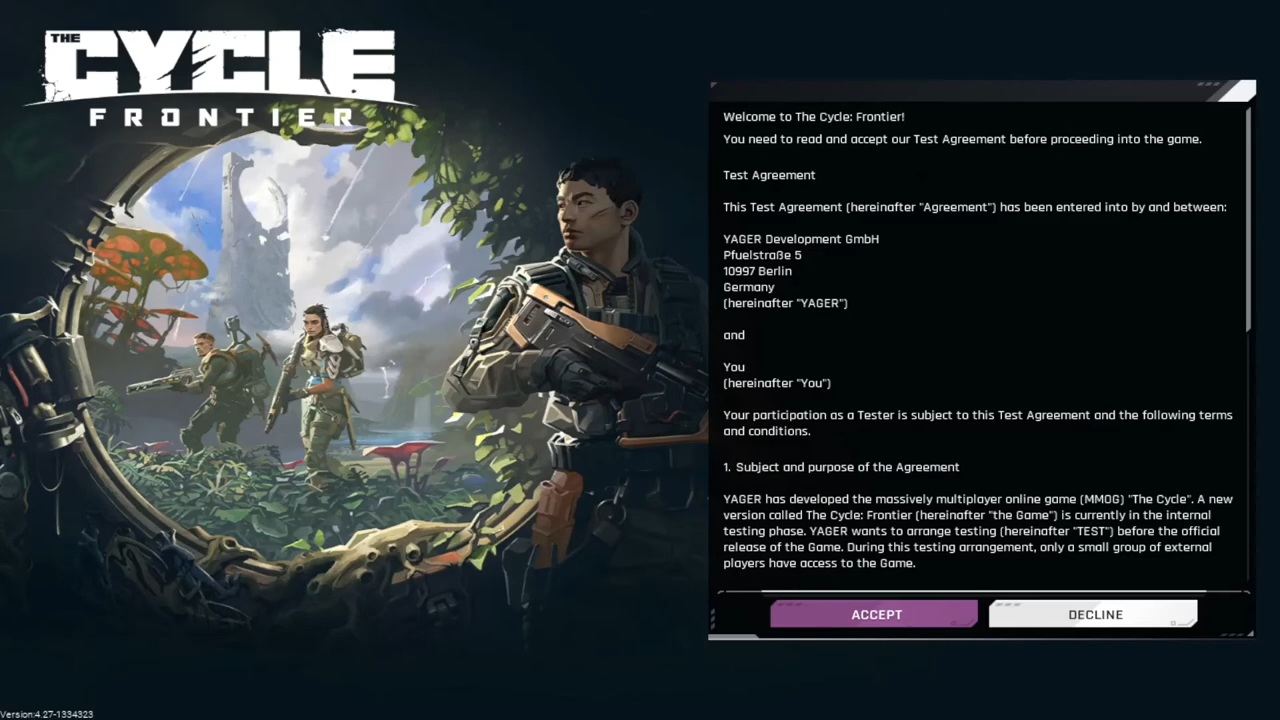 THE
CYCLE
FRONTIER
Welcome to The Cycle: Frontier!
You need to read and accept our Test Agreement before proceeding into the game.
Test Agreement
This Test Agreement (hereinafter "Agreement") has been entered into by and between:
YAGER Development GmbH
Pfuelstraße 5
10997 Berlin
Germany
(hereinafter "YAGER")
and
You
(hereinafter "You")
Your participation as a Tester is subject to this Test Agreement and the following terms
and conditions.
1. Subject and purpose of the Agreement
YAGER has developed the massively multiplayer online game (MMOG) "The Cycle". A new
version called The Cycle: Frontier (hereinafter "the Game") is currently in the internal
testing phase. YAGER wants to arrange testing (hereinafter "TEST") before the official
release of the Game. During this testing arrangement, only a small group of external
players have access to the Game.
ACCEPT
DECLINE
Version:4.27-1334323